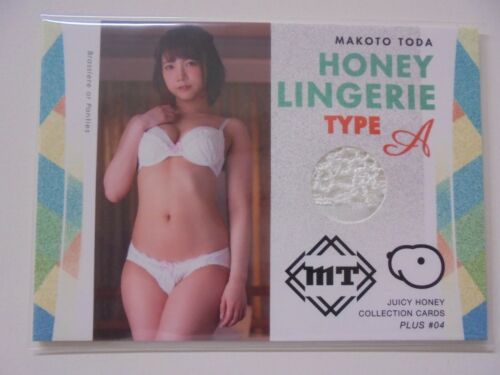 Brassiere or Panties
MAKOTO TODA
HONEY
LINGERIE
TYPE A
MT
JUICY HONEY
COLLECTION CARDS
PLUS #04